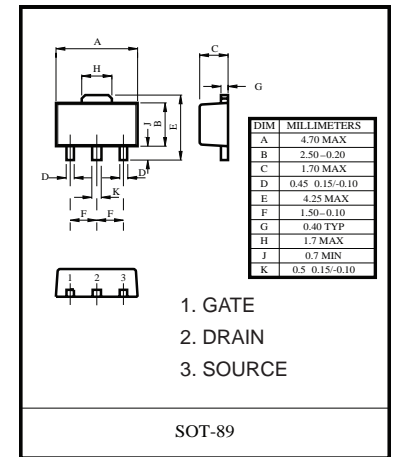 A
H
C
G
J
B
E
D
D
K
F
F
DIM MILLIMETERS
A 4.70 MAX
B 2.50–0.20
C 1.70 MAX
D 0.45 0.15/-0.10
E 4.25 MAX
F 1.50–0.10
G 0.40 TYP
H 1.7 MAX
J 0.7 MIN
K 0.5 0.15/-0.10
1 2 3
1. GATE
2. DRAIN
3. SOURCE
SOT-89